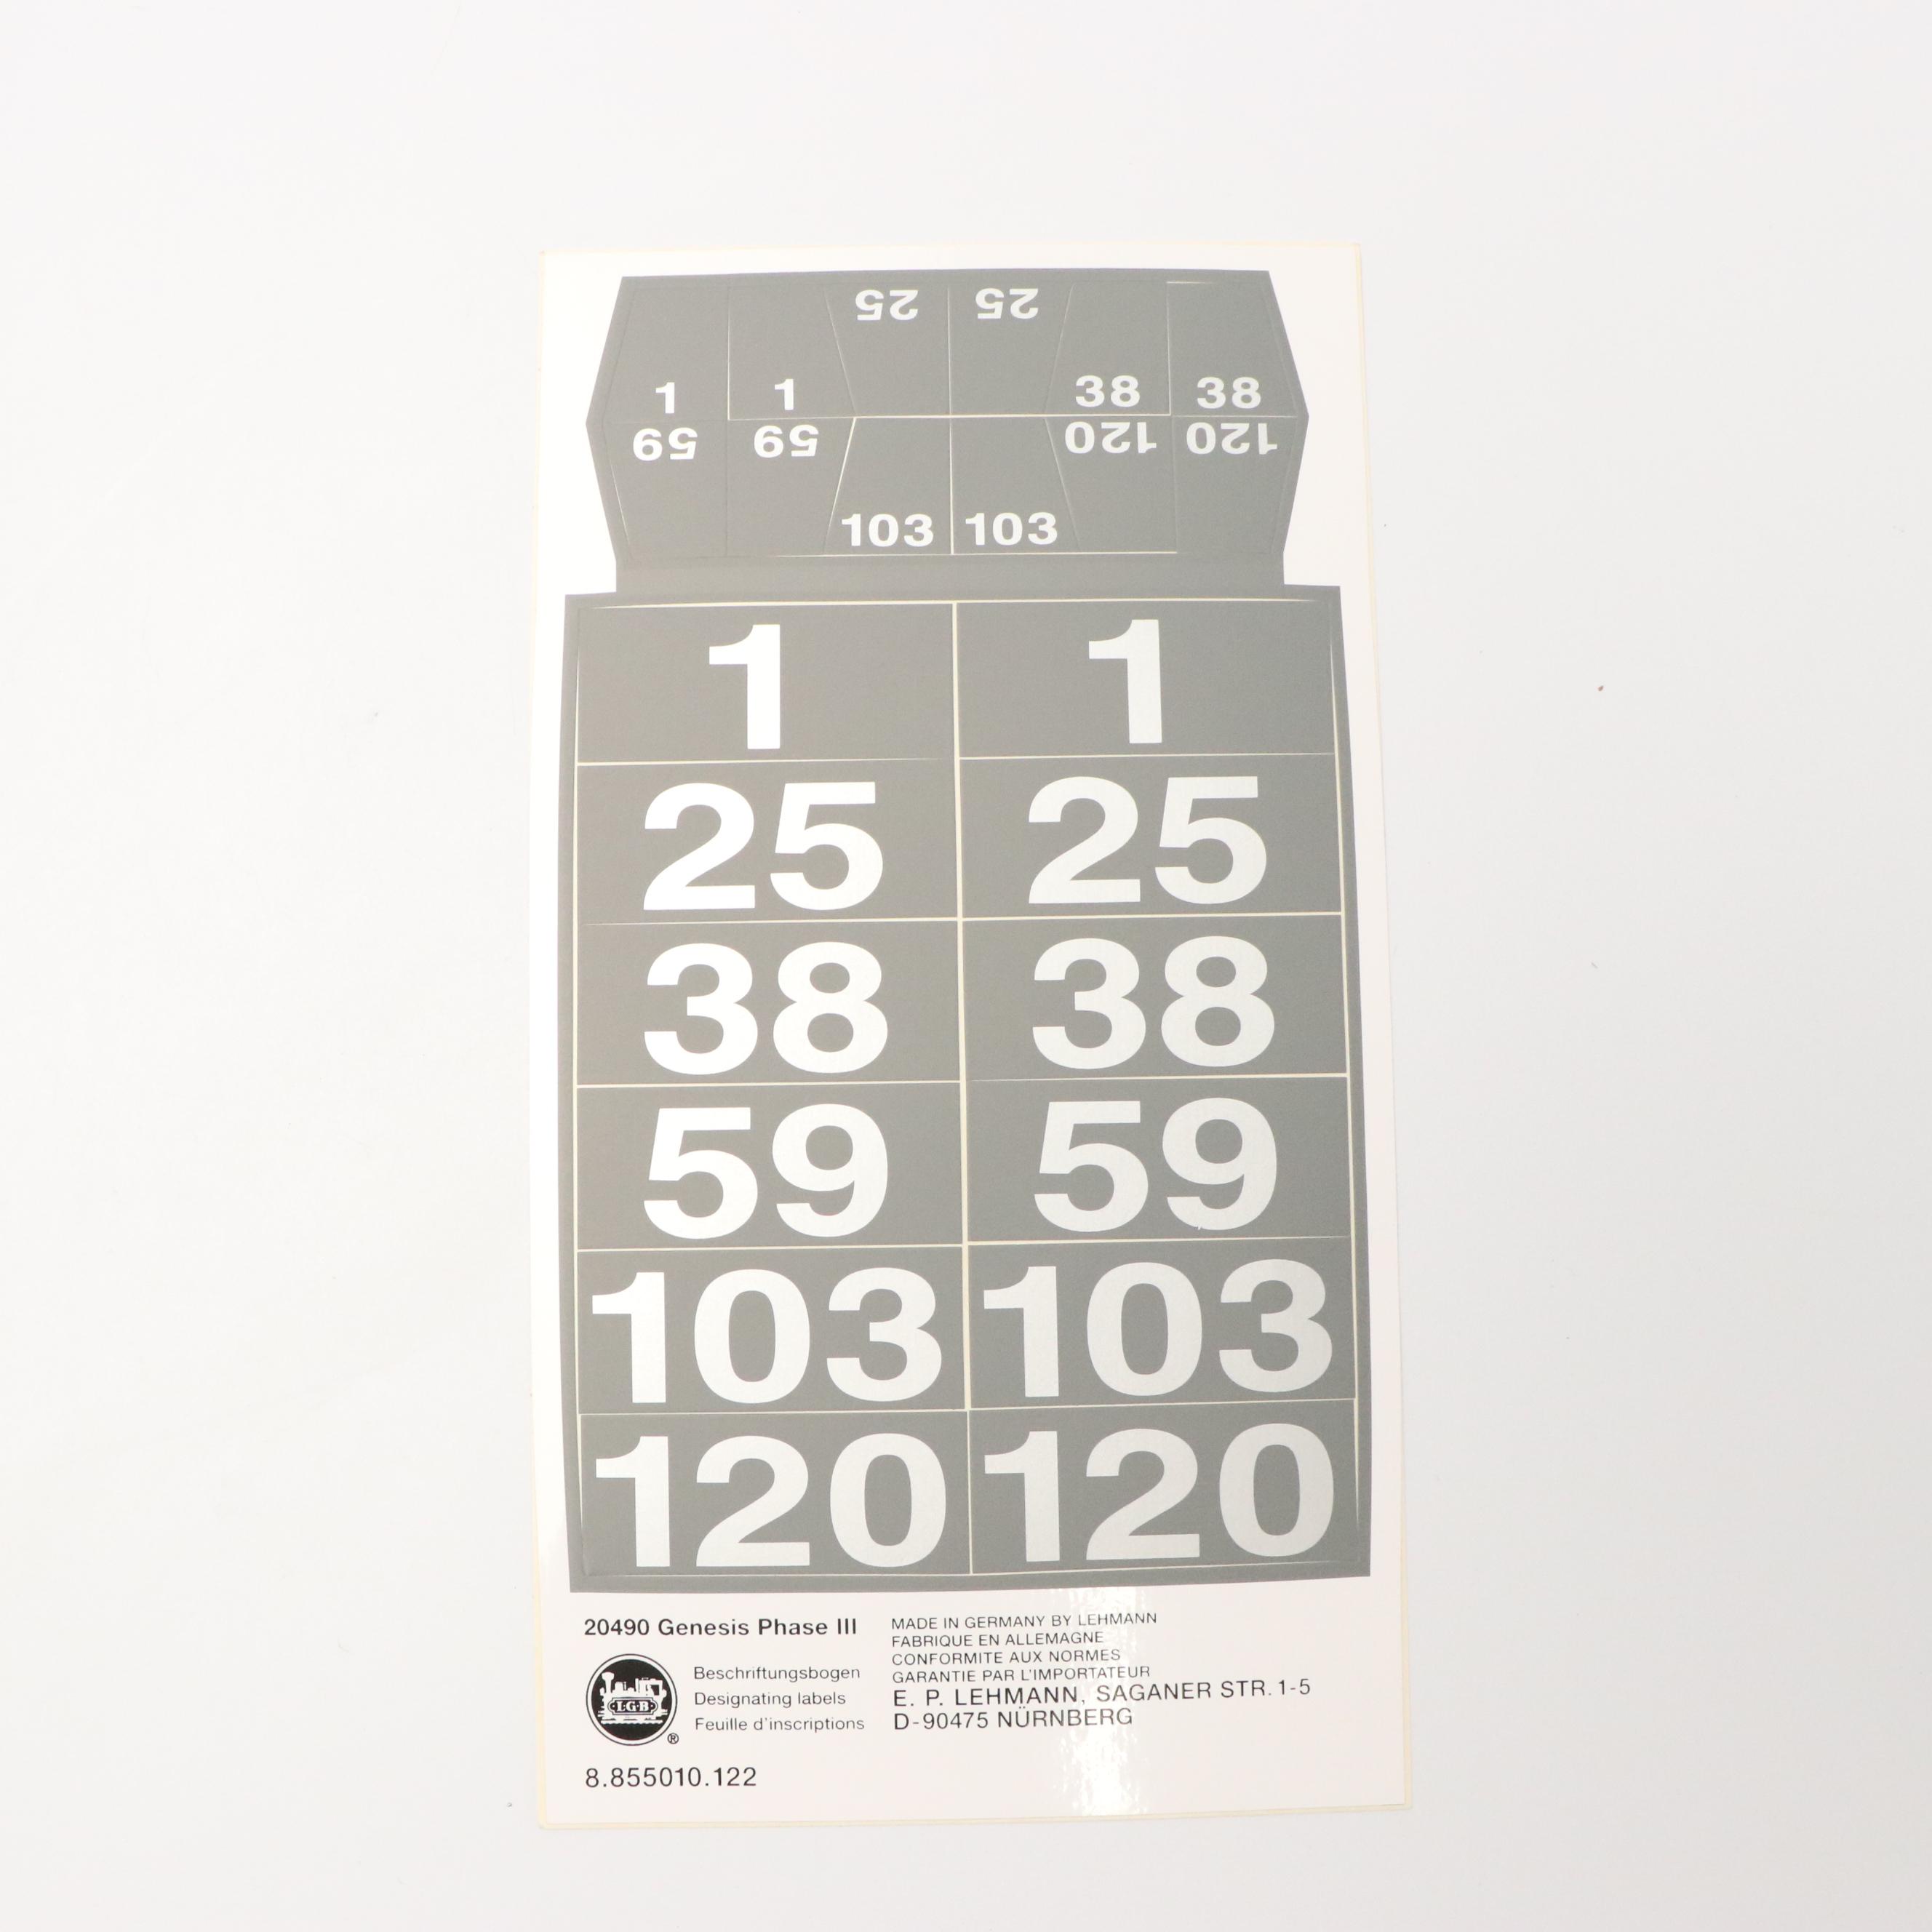 25 25
1 1 38 38
59 59 120 120
103 103
1 1
25 25
38 38
59 59
103 103
120 120
20490 Genesis Phase III
LGB
®
Beschriftungsbogen
Designating labels
Feuille d'inscriptions
8.855010.122
MADE IN GERMANY BY LEHMANN
FABRIQUE EN ALLEMAGNE
CONFORMITE AUX NORMES
GARANTIE PAR L'IMPORTATEUR
E. P. LEHMANN, SAGANER STR. 1-5
D-90475 NÜRNBERG